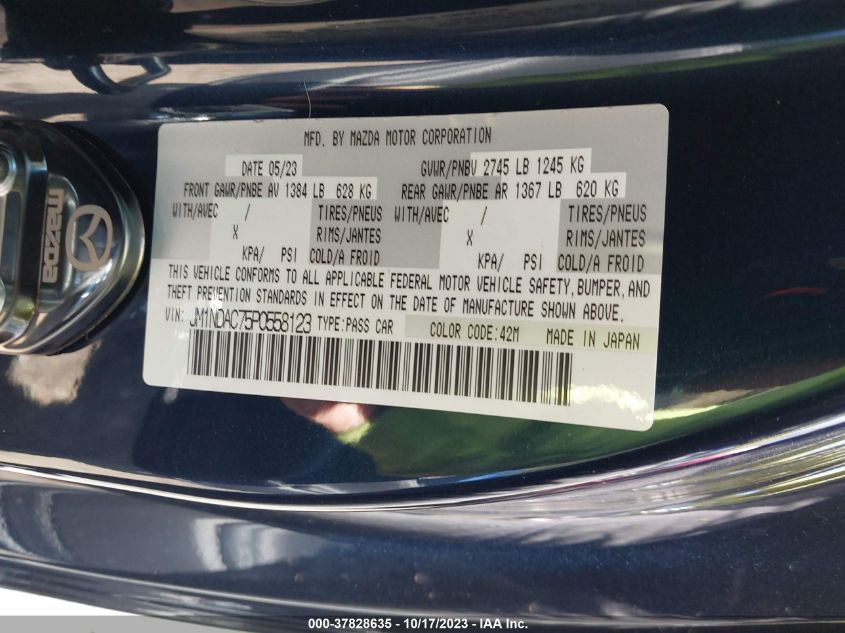 MFD. BY MAZDA MOTOR CORPORATION
DATE 05/23 GVWR/PNBV 2745 LB 1245 KG
FRONT GAWR/PNBE AV 1384 LB 628 KG REAR GAWR/PNBE AR 1367 LB 620 KG
WITH/AVEC / TIRES/PNEUS WITH/AVEC / TIRES/PNEUS
X RIMS/JANTES X RIMS/JANTES
KPA/ PSI COLD/A FROID KPA/ PSI COLD/A FROID
THIS VEHICLE CONFORMS TO ALL APPLICABLE FEDERAL MOTOR VEHICLE SAFETY, BUMPER, AND
THEFT PREVENTION STANDARDS IN EFFECT ON THE DATE OF MANUFACTURE SHOWN ABOVE.
VIN: JM1NDAC75P0558123 TYPE:PASS CAR COLOR CODE:42M MADE IN JAPAN
mazda
000-37828635 - 10/17/2023 - IAA Inc.